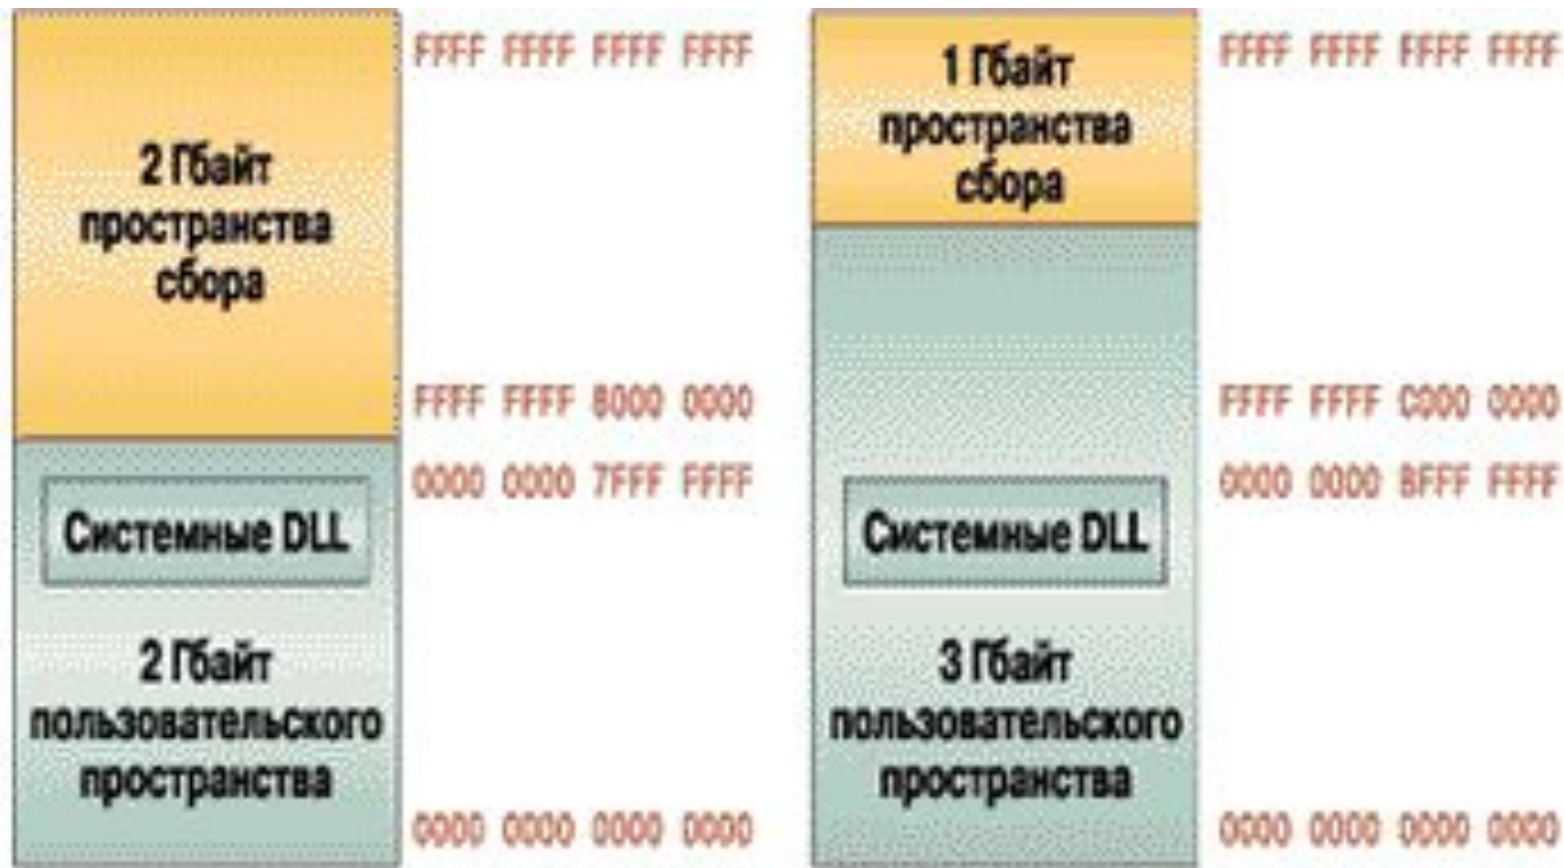 2 Гбайт
пространства
сбора
Системные DLL
2 Гбайт
пользовательского
пространства
FFFF FFFF FFFF FFFF
FFFF FFFF 8000 0000
0000 0000 7FFF FFFF
0000 0000 0000 0000
1 Гбайт
пространства
сбора
Системные DLL
3 Гбайт
пользовательского
пространства
FFFF FFFF FFFF FFFF
FFFF FFFF C000 0000
0000 0000 BFFF FFFF
0000 0000 0000 0000